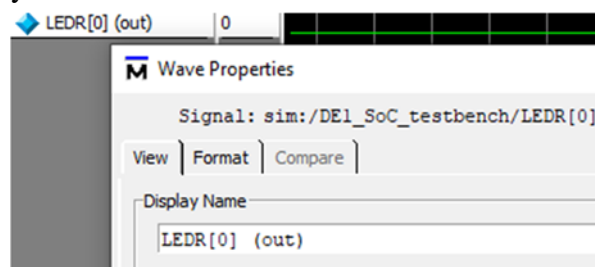 LEDR[0] (out) 0
Wave Properties
Signal: sim:/DE1_SoC_testbench/LEDR[0]
View Format Compare
Display Name
LEDR[0] (out)